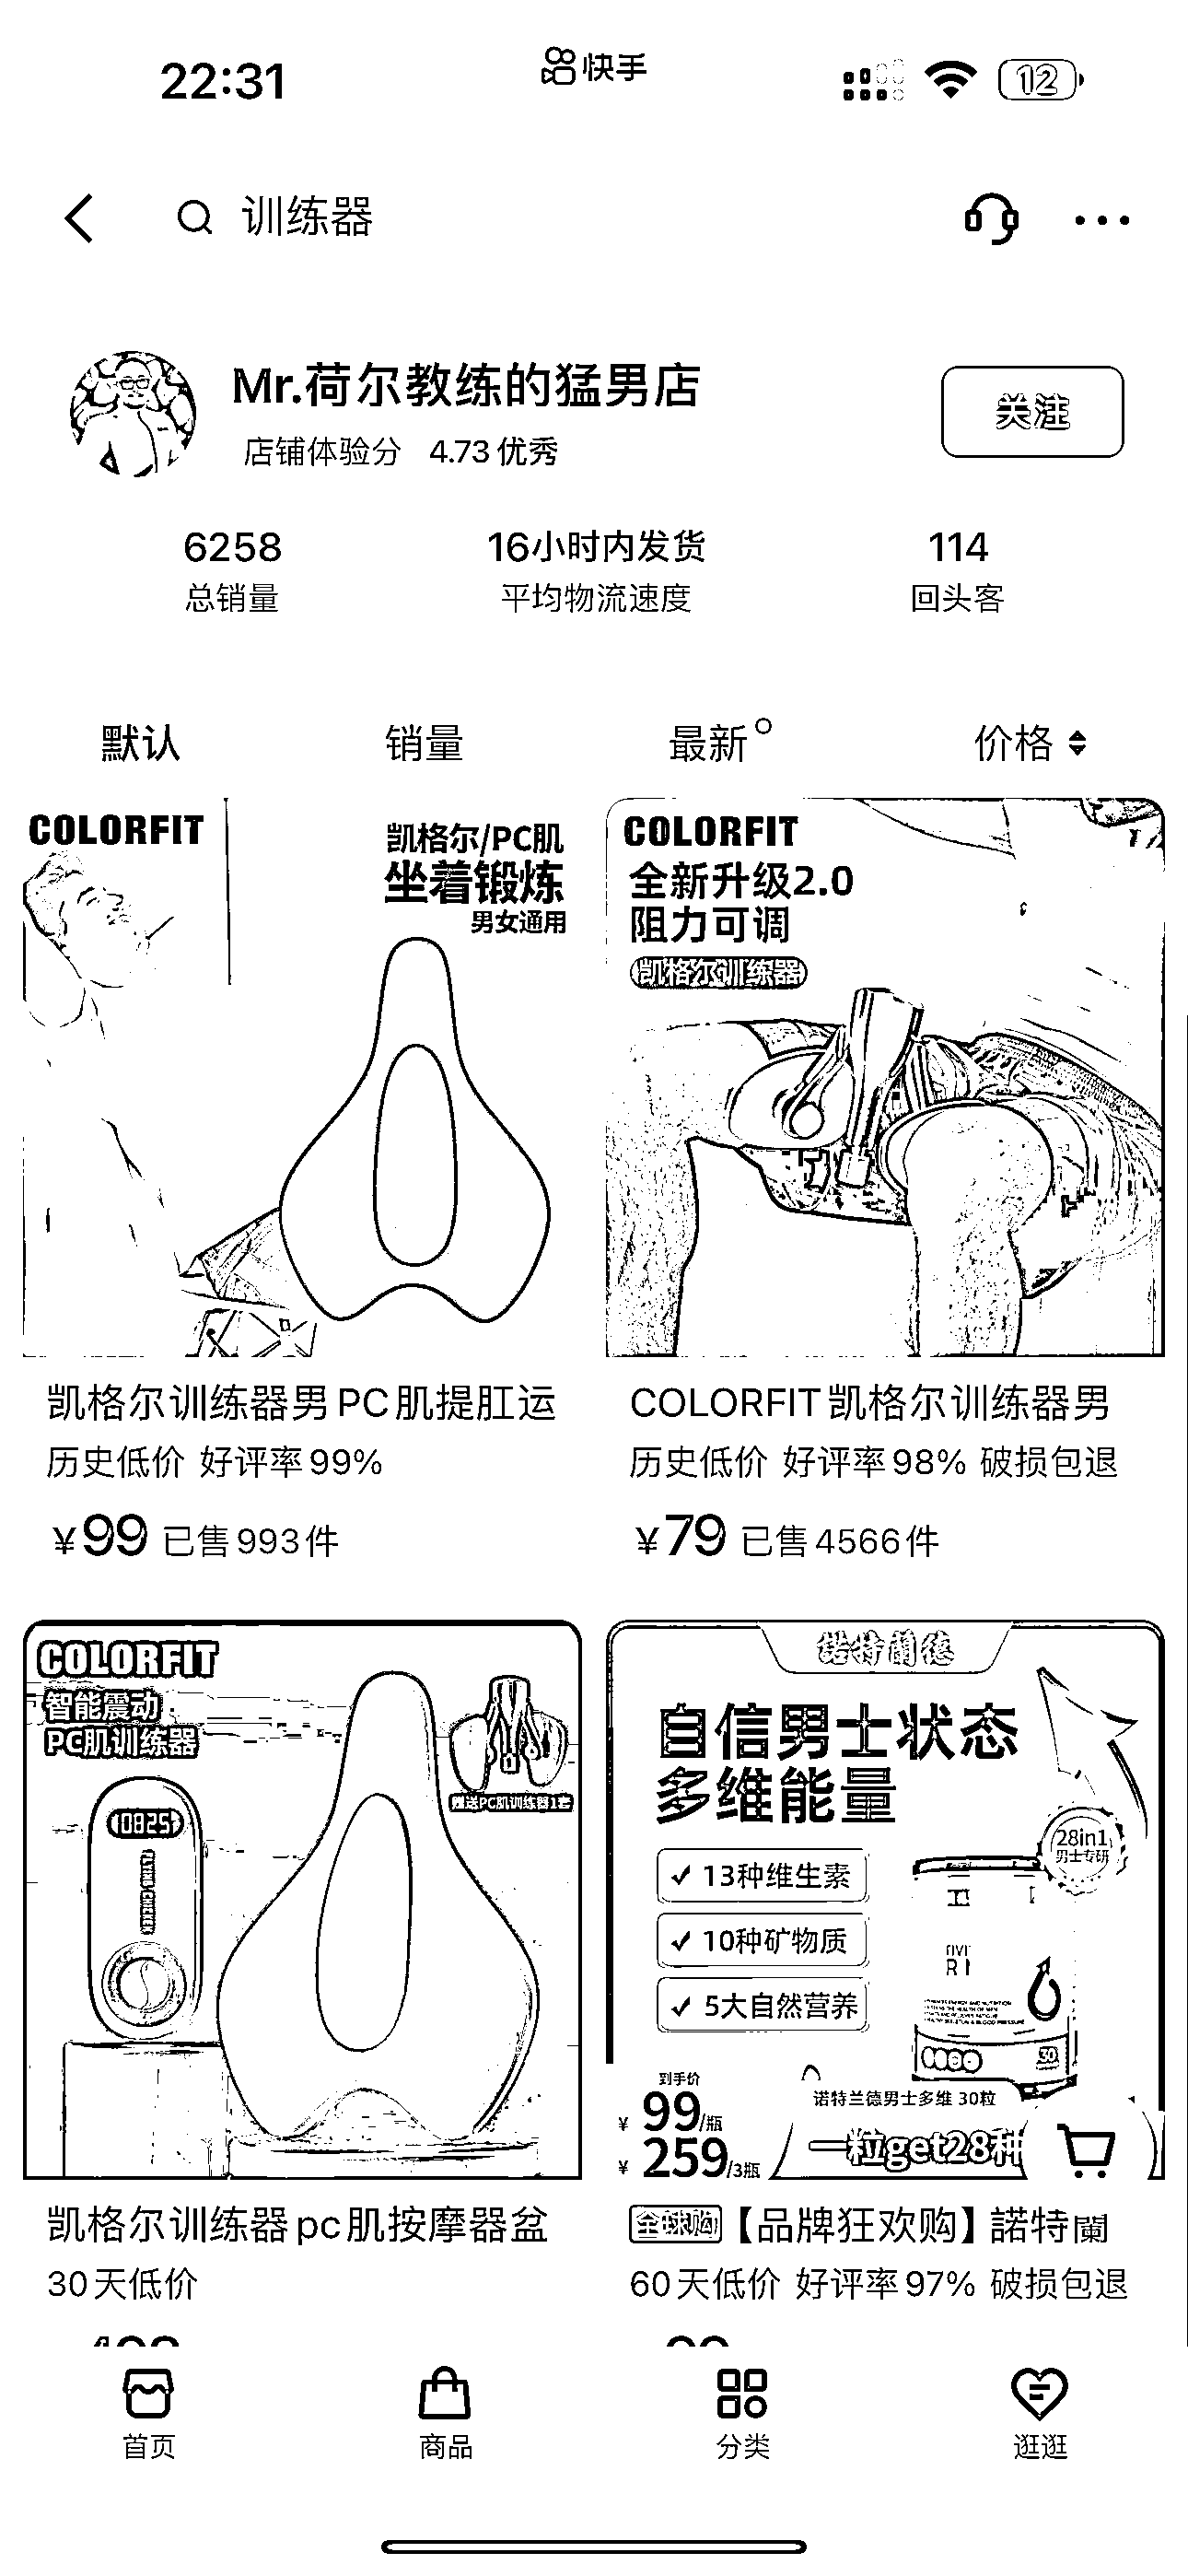 22:31
快手
12
训练器
Mr.荷尔教练的猛男店
关注
店铺体验分 4.73 优秀
6258
16小时内发货
114
总销量
平均物流速度
回头客
默认
销量
最新
价格
COLORFIT
凯格尔/PC肌
坐着锻炼
男女通用
COLORFIT
全新升级2.0
阻力可调
凯格尔训练器
凯格尔训练器男PC肌提肛运
历史低价 好评率99%
¥99 已售993件
COLORFIT凯格尔训练器男
历史低价 好评率98% 破损包退
¥79 已售4566件
COLORFIT
智能震动
PC肌训练器
赠送PC肌训练器1套
0825
諾特蘭德
自信男士状态
多维能量
28in1
男士专研
✓ 13种维生素
✓ 10种矿物质
✓ 5大自然营养
30
到手价
¥ 99/瓶
¥ 259/3瓶
诺特兰德男士多维 30粒
一粒get28种
凯格尔训练器pc肌按摩器盆
30天低价
全球购【品牌狂欢购】諾特蘭
60天低价 好评率97% 破损包退
首页
商品
分类
逛逛